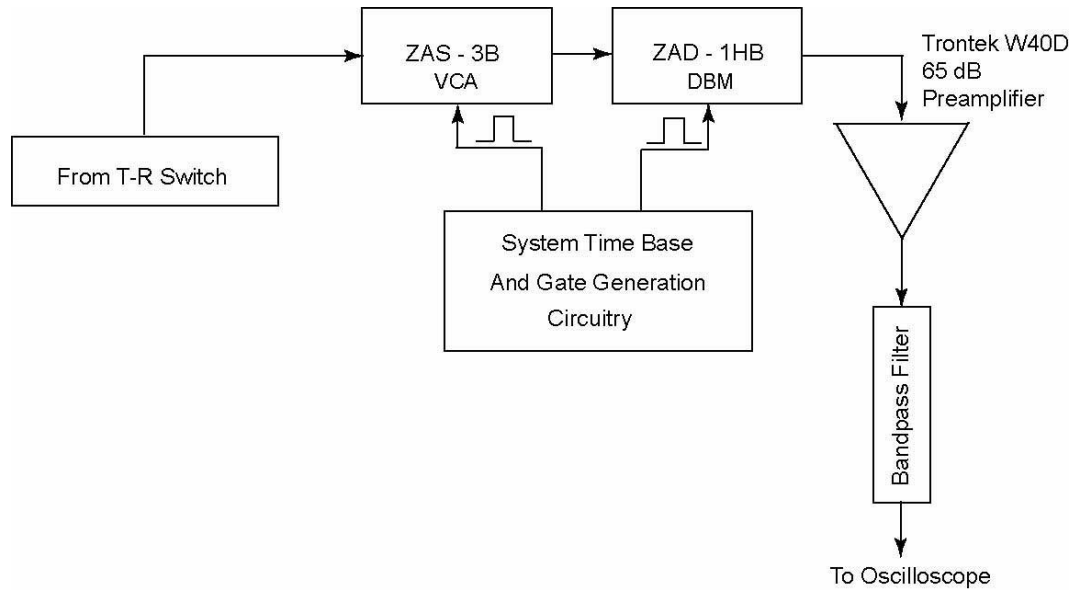 ZAS - 3B
VCA
ZAD - 1HB
DBM
Trontek W40D
65 dB
Preamplifier
From T-R Switch
System Time Base
And Gate Generation
Circuitry
Bandpass Filter
To Oscilloscope